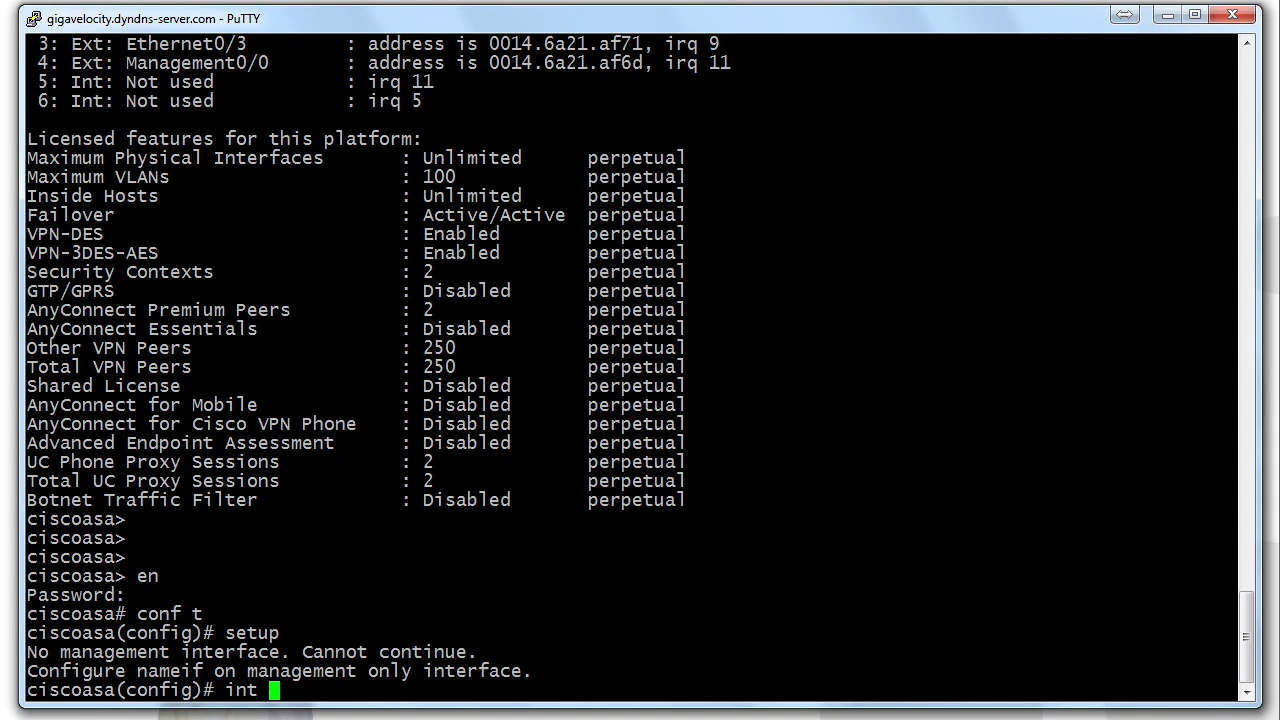 gigavelocity.dyndns-server.com - PuTTY
3: Ext: Ethernet0/3 : address is 0014.6a21.af71, irq 9
4: Ext: Management0/0 : address is 0014.6a21.af6d, irq 11
5: Int: Not used : irq 11
6: Int: Not used : irq 5
Licensed features for this platform:
Maximum Physical Interfaces : Unlimited perpetual
Maximum VLANs : 100 perpetual
Inside Hosts : Unlimited perpetual
Failover : Active/Active perpetual
VPN-DES : Enabled perpetual
VPN-3DES-AES : Enabled perpetual
Security Contexts : 2 perpetual
GTP/GPRS : Disabled perpetual
AnyConnect Premium Peers : 2 perpetual
AnyConnect Essentials : Disabled perpetual
Other VPN Peers : 250 perpetual
Total VPN Peers : 250 perpetual
Shared License : Disabled perpetual
AnyConnect for Mobile : Disabled perpetual
AnyConnect for Cisco VPN Phone : Disabled perpetual
Advanced Endpoint Assessment : Disabled perpetual
UC Phone Proxy Sessions : 2 perpetual
Total UC Proxy Sessions : 2 perpetual
Botnet Traffic Filter : Disabled perpetual
ciscoasa>
ciscoasa>
ciscoasa>
ciscoasa> en
Password:
ciscoasa# conf t
ciscoasa(config)# setup
No management interface. Cannot continue.
Configure nameif on management only interface.
ciscoasa(config)# int